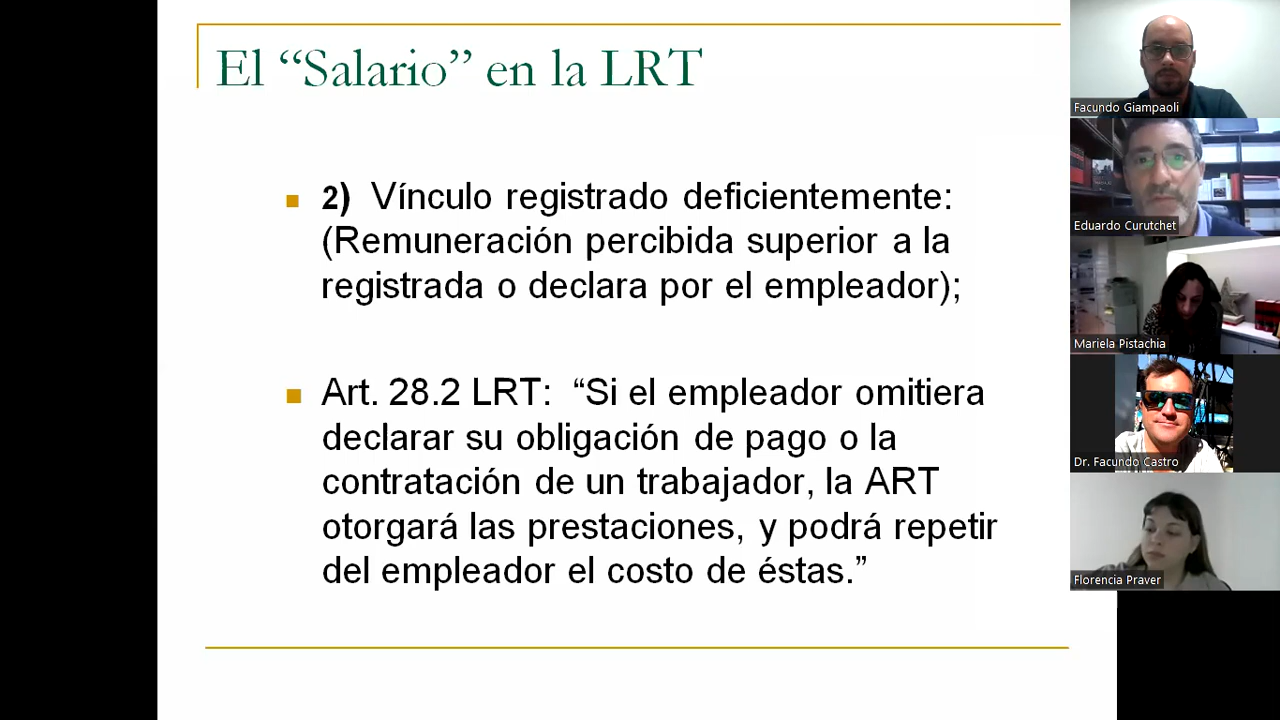 El “Salario” en la LRT
2) Vínculo registrado deficientemente:
(Remuneración percibida superior a la
registrada o declara por el empleador);
Art. 28.2 LRT: “Si el empleador omitiera
declarar su obligación de pago o la
contratación de un trabajador, la ART
otorgará las prestaciones, y podrá repetir
del empleador el costo de éstas.”
Facundo Giampaoli
Eduardo Curutchet
Mariela Pistachia
Dr. Facundo Castro
Florencia Praver